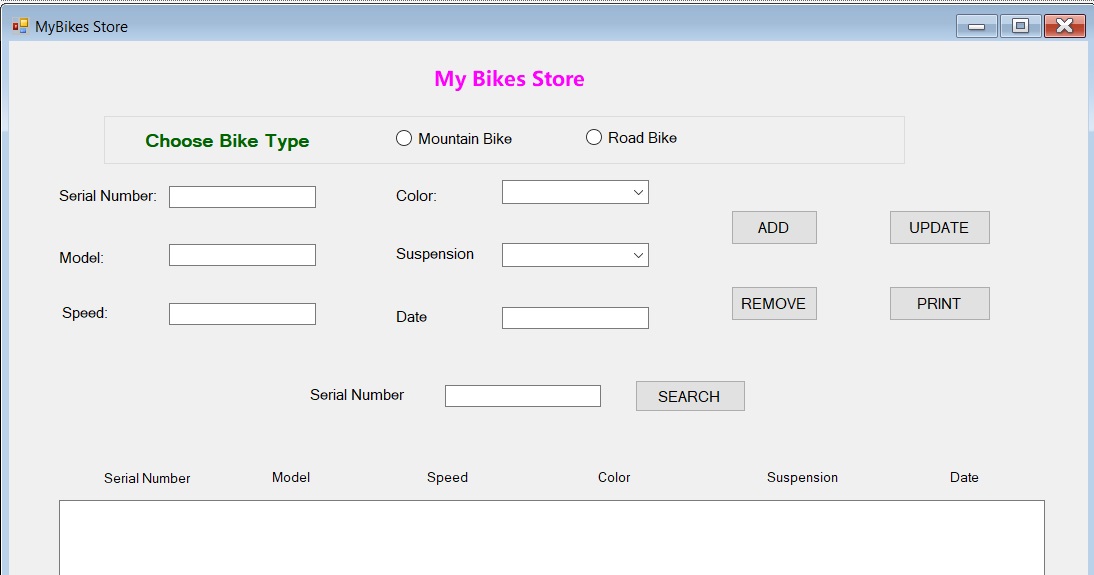 MyBikes Store
My Bikes Store
Choose Bike Type Mountain Bike Road Bike
Serial Number: Color:
ADD UPDATE
Model: Suspension
REMOVE PRINT
Speed: Date
Serial Number SEARCH
Serial Number Model Speed Color Suspension Date